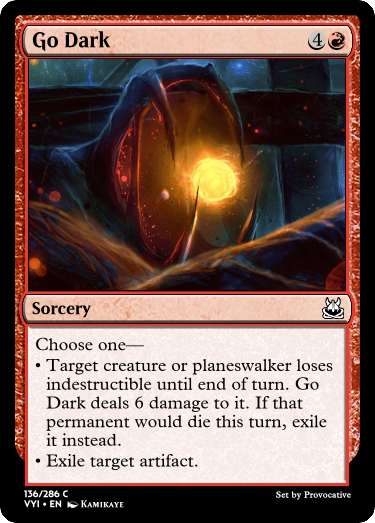 Go Dark 4
Sorcery
Choose one—
• Target creature or planeswalker loses
indestructible until end of turn. Go
Dark deals 6 damage to it. If that
permanent would die this turn, exile
it instead.
• Exile target artifact.
136/286 C
VYI • EN Kamikaye
Set by Provocative